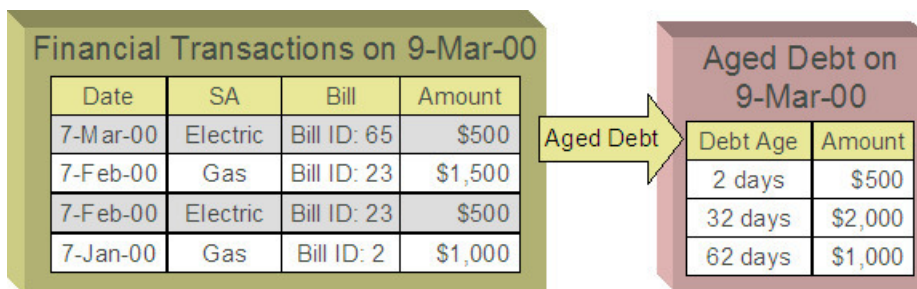 Financial Transactions on 9-Mar-00
Date SA Bill Amount
7-Mar-00 Electric Bill ID: 65 $500
7-Feb-00 Gas Bill ID: 23 $1,500
7-Feb-00 Electric Bill ID: 23 $500
7-Jan-00 Gas Bill ID: 2 $1,000
Aged Debt
Aged Debt on
9-Mar-00
Debt Age Amount
2 days $500
32 days $2,000
62 days $1,000